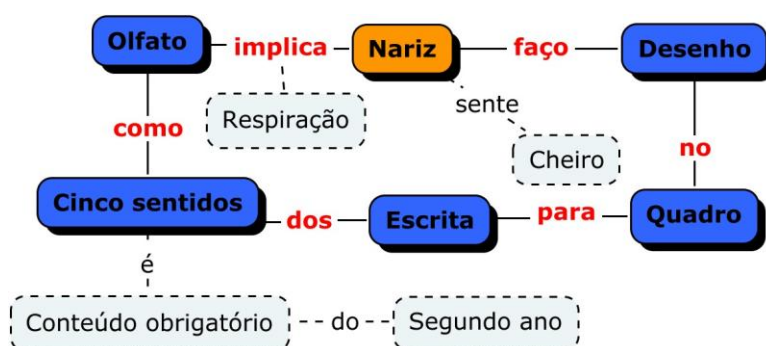 Olfato implica Nariz faço Desenho
Respiração
sente
como
Cheiro
no
Cinco sentidos dos Escrita para Quadro
é
Conteúdo obrigatório do Segundo ano